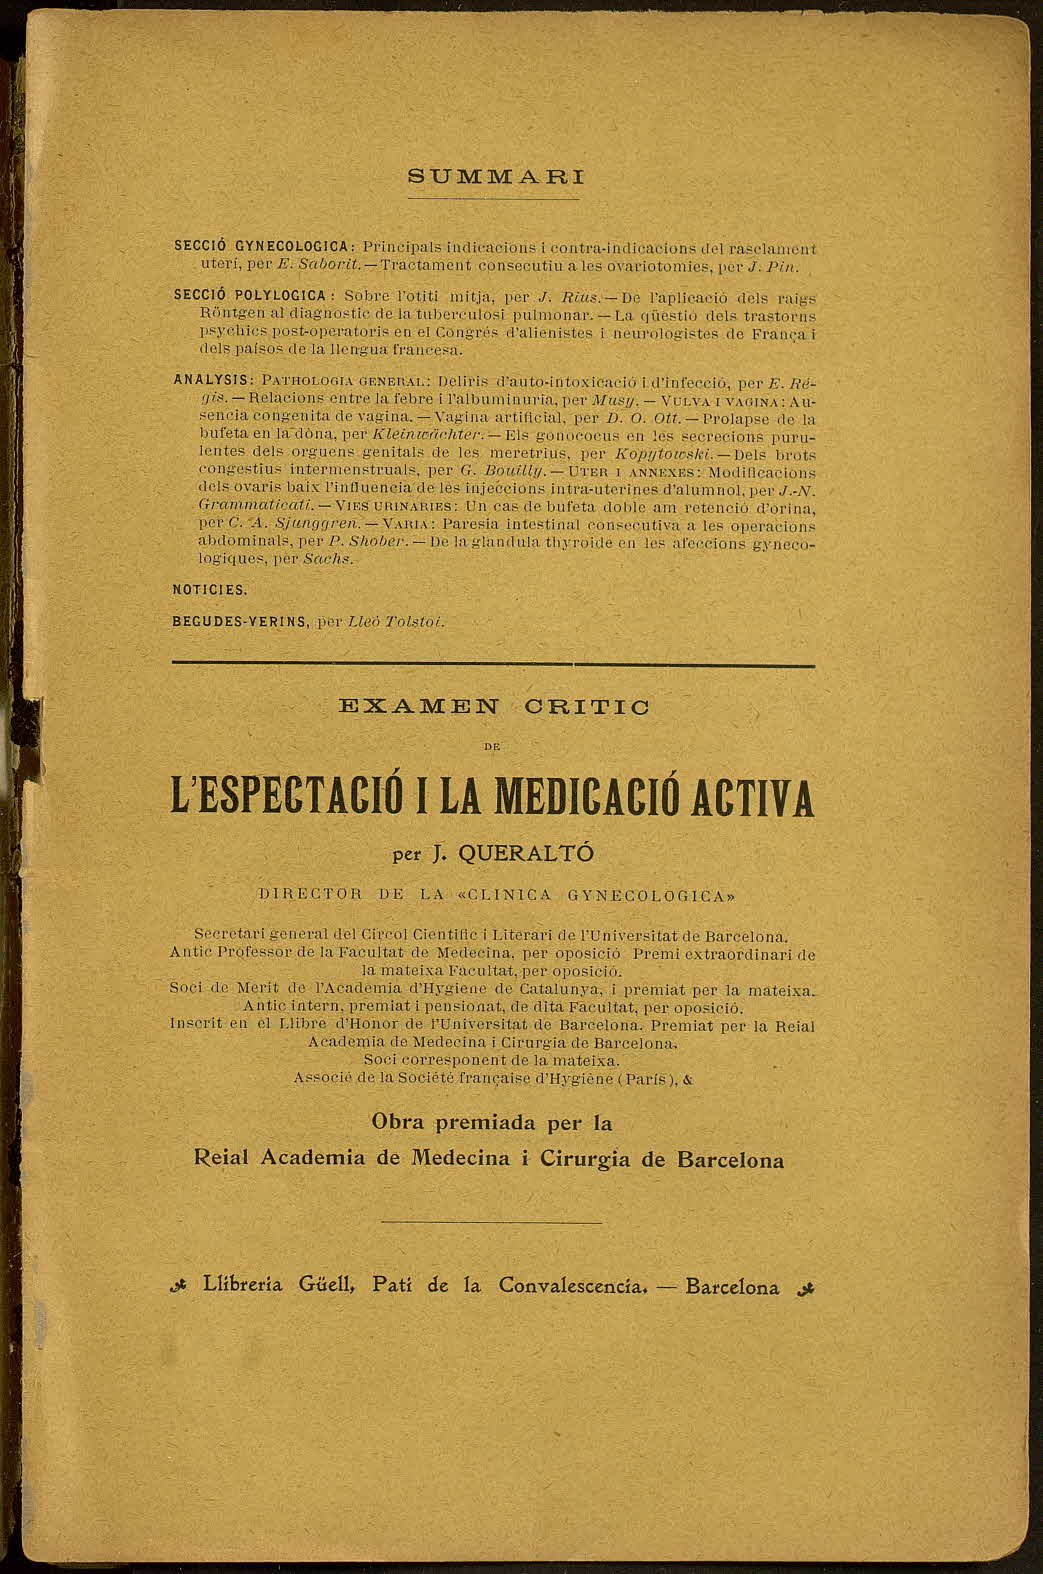 SUMMARI
SECCIÓ GYNECOLOGICA: Principals indicacions i contra-indicacions del rasclament
uterí, per E. Saborit. — Tractament consecutiu a les ovariotomies, per J. Pin.
SECCIÓ POLYLOGICA: Sobre l'otiti mitja, per J. Rius. — De l'aplicació dels raigs
Röntgen al diagnostic de la tuberculosi pulmonar. — La qüestió dels trastorns
psychics post-operatoris en el Congrés d'alienistes i neurologistes de França i
dels països de la llengua francesa.
ANALYSIS: PATHOLOGIA GENERAL: Deliris d'auto-intoxicació i d'infecció, per E. Ré-
gis. — Relacions entre la febre i l'albuminuria, per Musy. — VULVA I VAGINA: Au-
sencia congenita de vagina. — Vagina artificial, per D. O. Ott. — Prolapse de la
bufeta en la dòna, per Kleinwächter. — Els gonococus en les secrecions puru-
lentes dels orguens genitals de les meretrius, per Kopytowski. — Dels brots
congestius intermenstruals, per G. Bouilly. — UTER I ANNEXES: Modificacions
dels ovaris baix l'influencia de les injeccions intra-uterines d'alumnol, per J.-N.
Grammaticati. — VIES URINARIES: Un cas de bufeta doble am retenció d'orina,
per C. A. Sjunggren. — VARIA: Paresia intestinal consecutiva a les operacions
abdominals, per P. Shober. — De la glandula thyroide en les afeccions gyneco-
logiques, per Sachs.
NOTICIES.
BEGUDES-VERINS, per Lleó Tolstoi.
EXAMEN CRITIC
DE
L'ESPECTACIÓ I LA MEDICACIÓ ACTIVA
per J. QUERALTÓ
DIRECTOR DE LA «CLINICA GYNECOLOGICA»
Secretari general del Circol Cientific i Literari de l'Universitat de Barcelona.
Antic Professor de la Facultat de Medecina, per oposició Premi extraordinari de
la mateixa Facultat, per oposició.
Soci de Merit de l'Academia d'Hygiene de Catalunya, i premiat per la mateixa.
Antic intern, premiat i pensionat, de dita Facultat, per oposició.
Inscrit en el Llibre d'Honor de l'Universitat de Barcelona. Premiat per la Reial
Academia de Medecina i Cirurgia de Barcelona.
Soci corresponent de la mateixa.
Associé de la Société française d'Hygiène (París), &
Obra premiada per la
Reial Academia de Medecina i Cirurgia de Barcelona
Llibreria Güell, Pati de la Convalescencia. — Barcelona